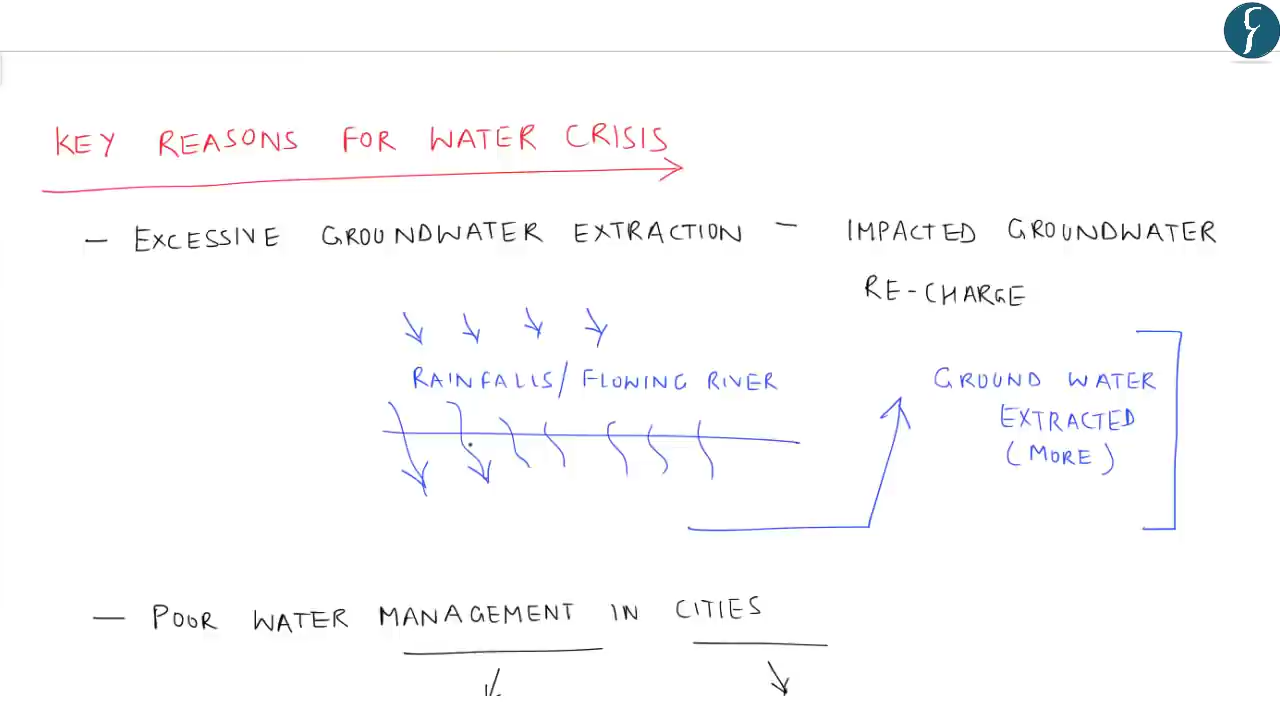 KEY REASONS FOR WATER CRISIS
- EXCESSIVE GROUNDWATER EXTRACTION - IMPACTED GROUNDWATER
RE-CHARGE
RAINFALLS/ FLOWING RIVER
GROUND WATER
EXTRACTED
(MORE)
- POOR WATER MANAGEMENT IN CITIES